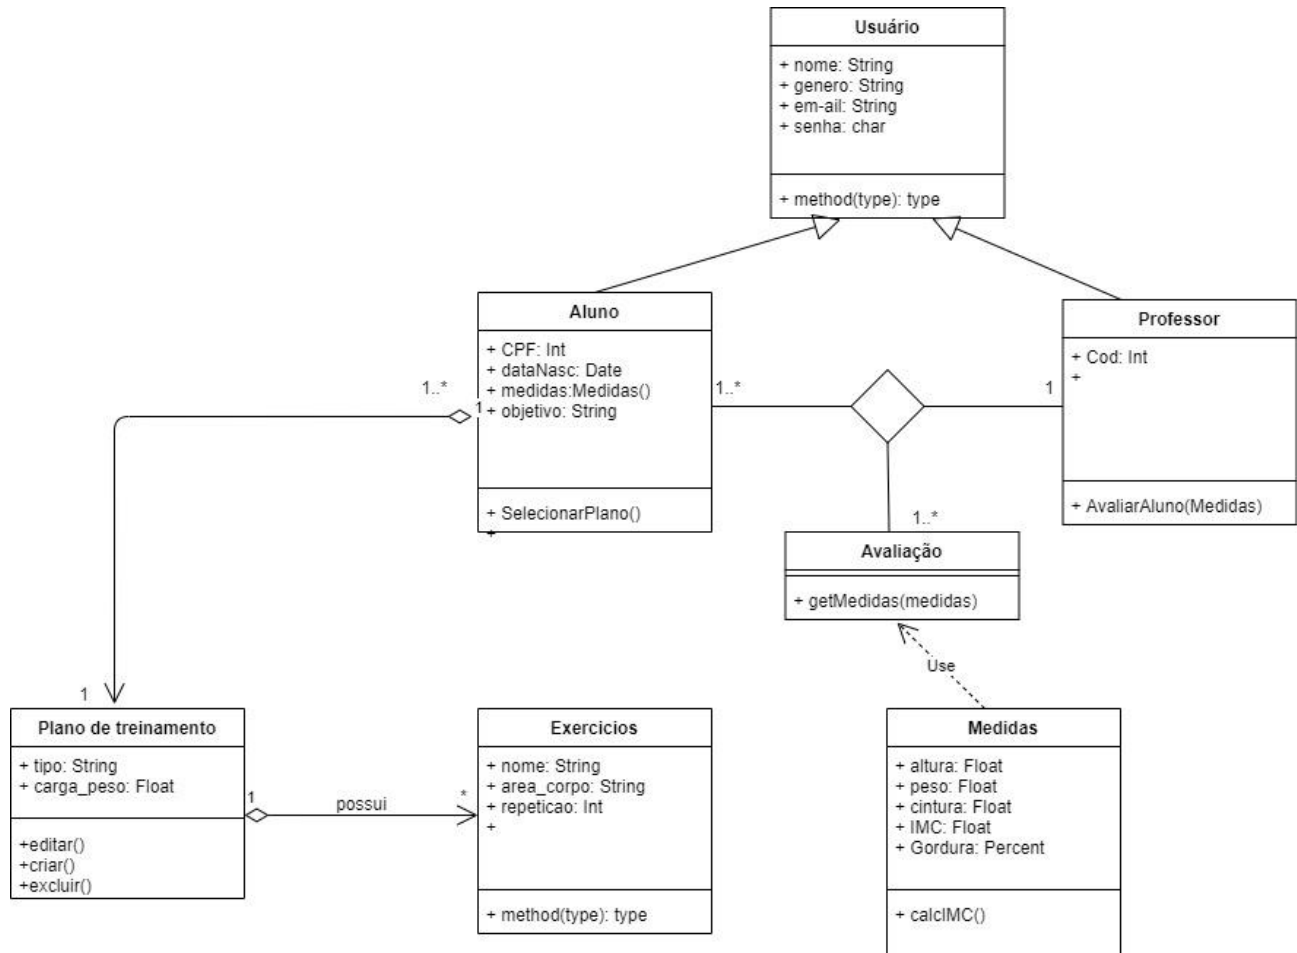 Usuário
+ nome: String
+ genero: String
+ em-ail: String
+ senha: char
+ method(type): type
Aluno
+ CPF: Int
+ dataNasc: Date
+ medidas:Medidas()
+ objetivo: String
+ SelecionarPlano()
+
1..*
1
1..*
1
Professor
+ Cod: Int
+
+ AvaliarAluno(Medidas)
1..*
Avaliação
+ getMedidas(medidas)
Use
1
Plano de treinamento
+ tipo: String
+ carga_peso: Float
+editar()
+criar()
+excluir()
1
possui
*
Exercicios
+ nome: String
+ area_corpo: String
+ repeticao: Int
+
+ method(type): type
Medidas
+ altura: Float
+ peso: Float
+ cintura: Float
+ IMC: Float
+ Gordura: Percent
+ calcIMC()